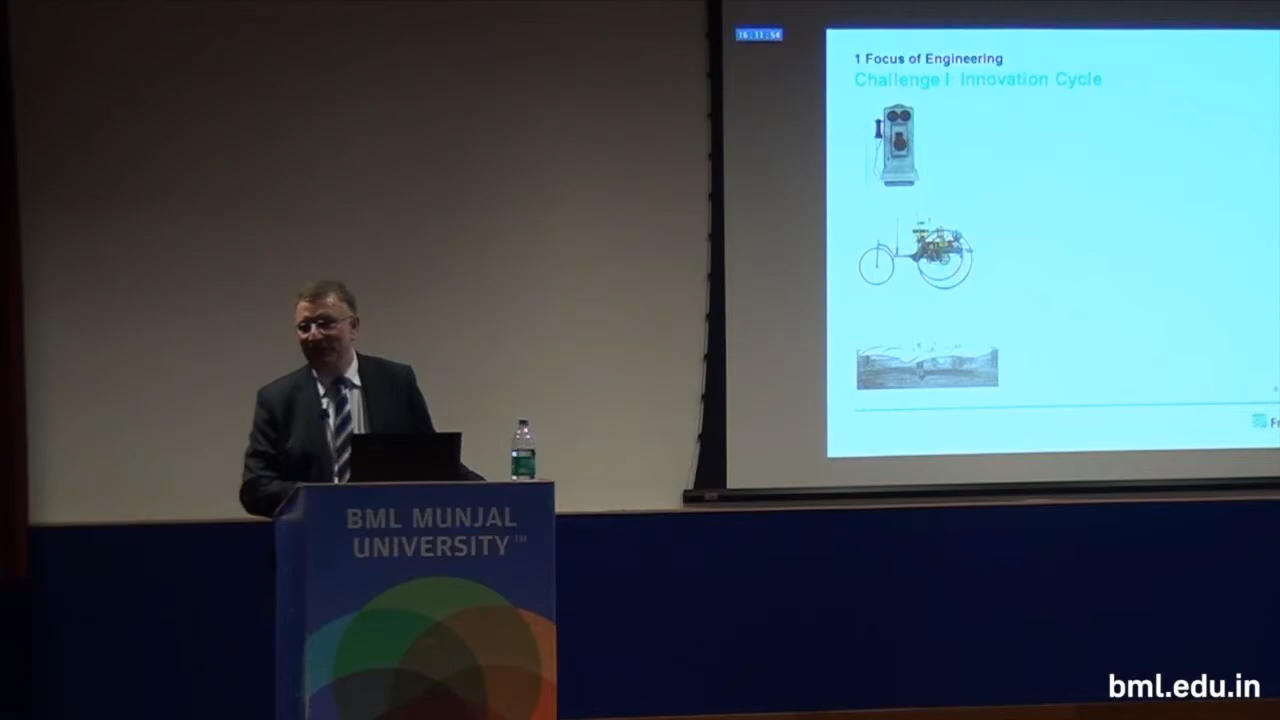 16:11:54
1 Focus of Engineering
Challenge I: Innovation Cycle
BML MUNJAL
UNIVERSITY™
bml.edu.in